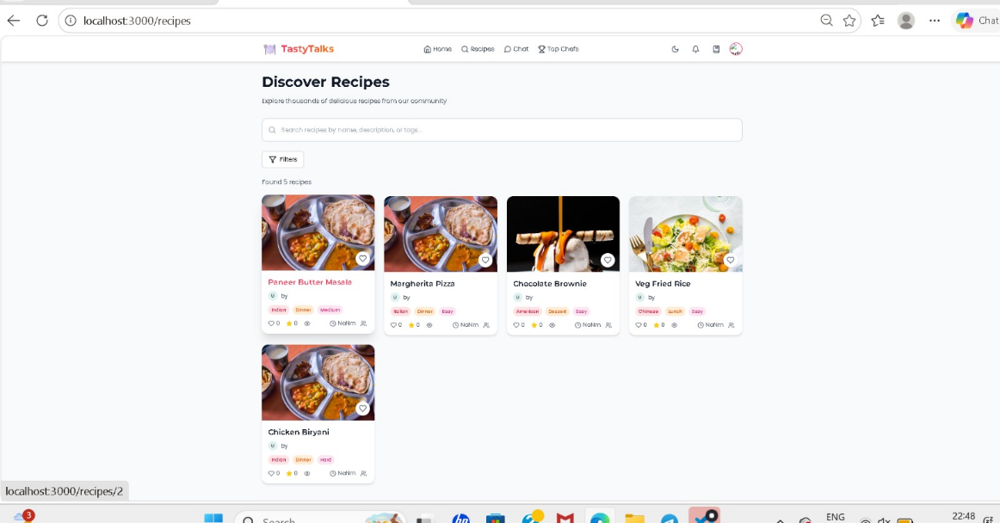 localhost:3000/recipes
Chat
TastyTalks
Home Recipes Chat Top Chefs
Discover Recipes
Explore thousands of delicious recipes from our community
Search recipes by name, description, or tags...
Filters
Found 5 recipes
Paneer Butter Masala
U by
Indian Dinner Medium
0 0 NaNm
Margherita Pizza
U by
Italian Dinner Easy
0 0 NaNm
Chocolate Brownie
U by
American Dessert Easy
0 0 NaNm
Veg Fried Rice
U by
Chinese Lunch Easy
0 0 NaNm
Chicken Biryani
U by
Indian Dinner Hard
0 0 NaNm
localhost:3000/recipes/2
3
Search
hp
ENG
22:48